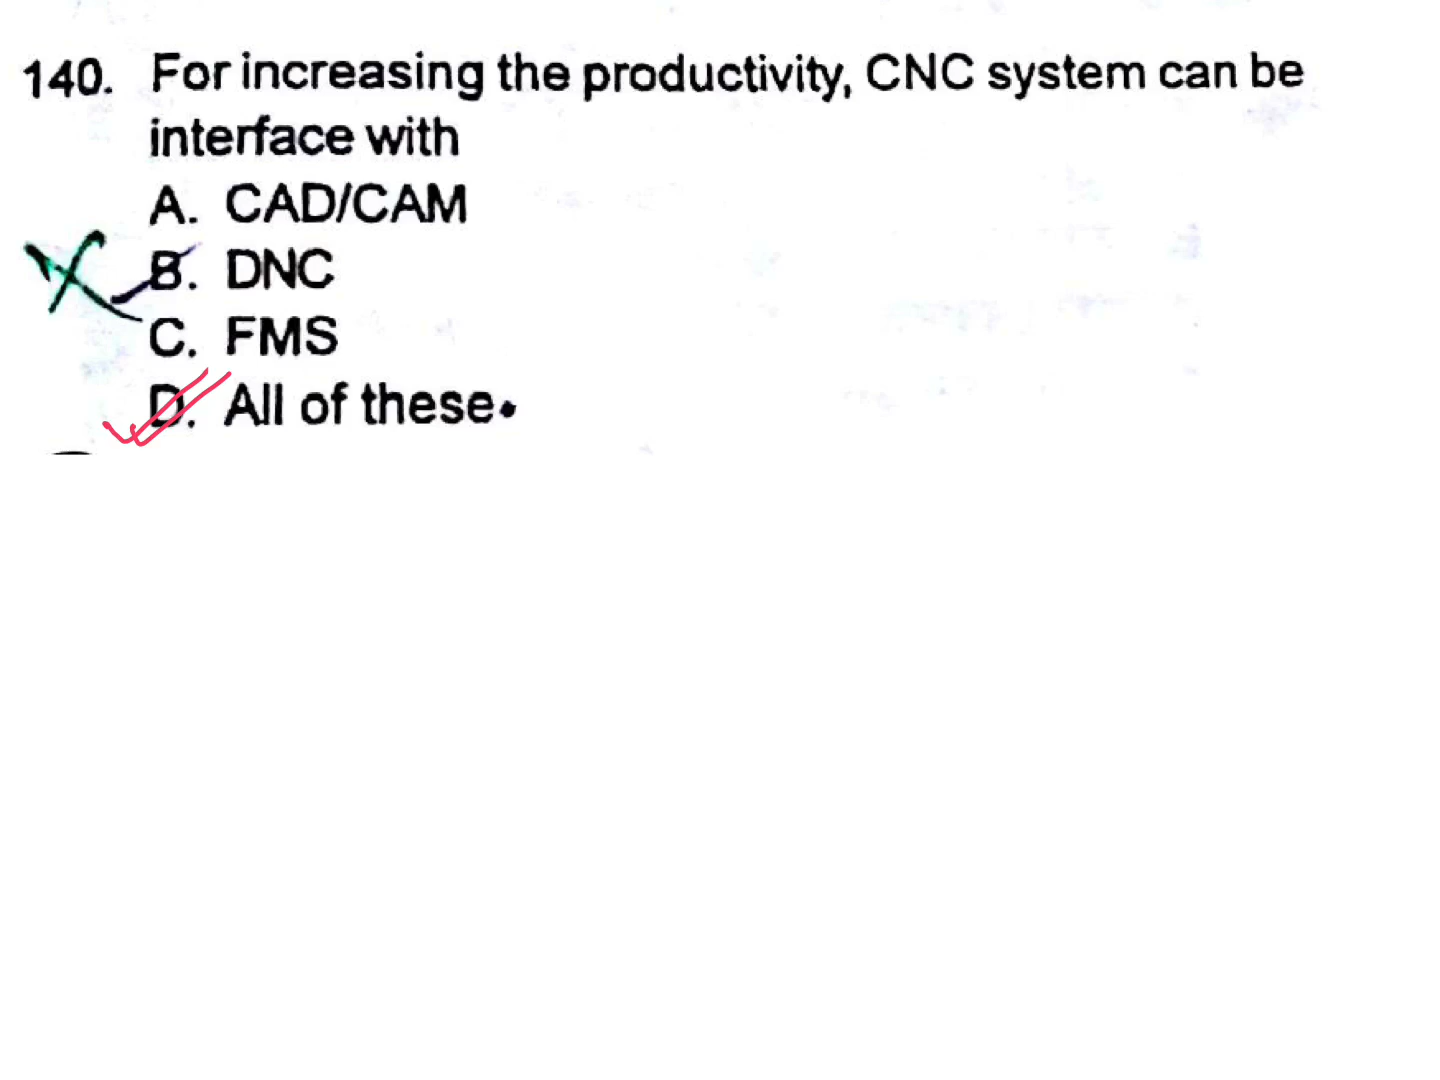 140. For increasing the productivity, CNC system can be
interface with
A. CAD/CAM
B. DNC
C. FMS
D. All of these